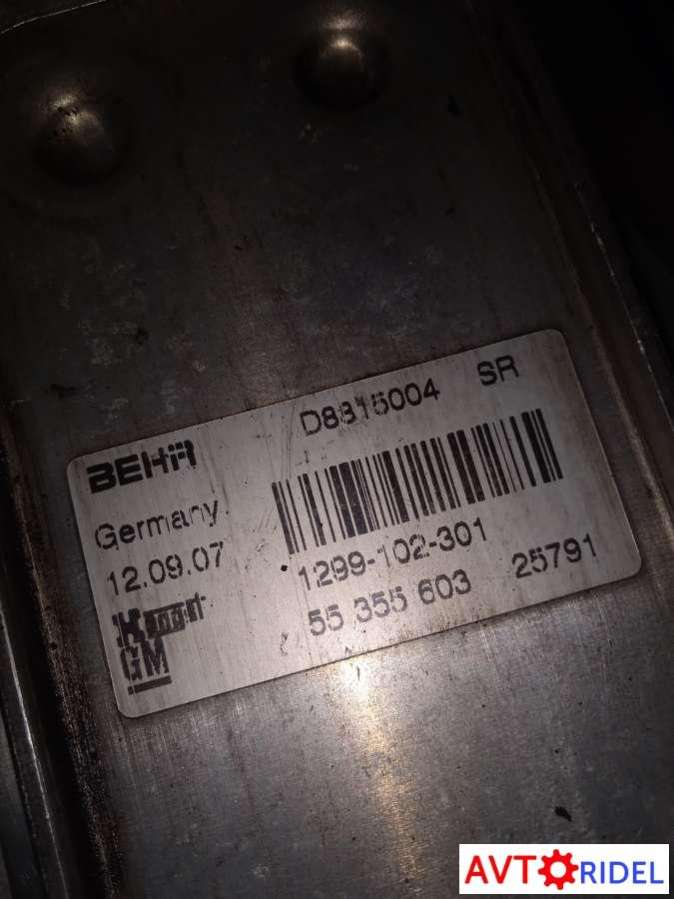 D8815004 SR
BEHR
Germany
12.09.07
1299-102-301
55 355 603 25791
GM
AVTORIDEL